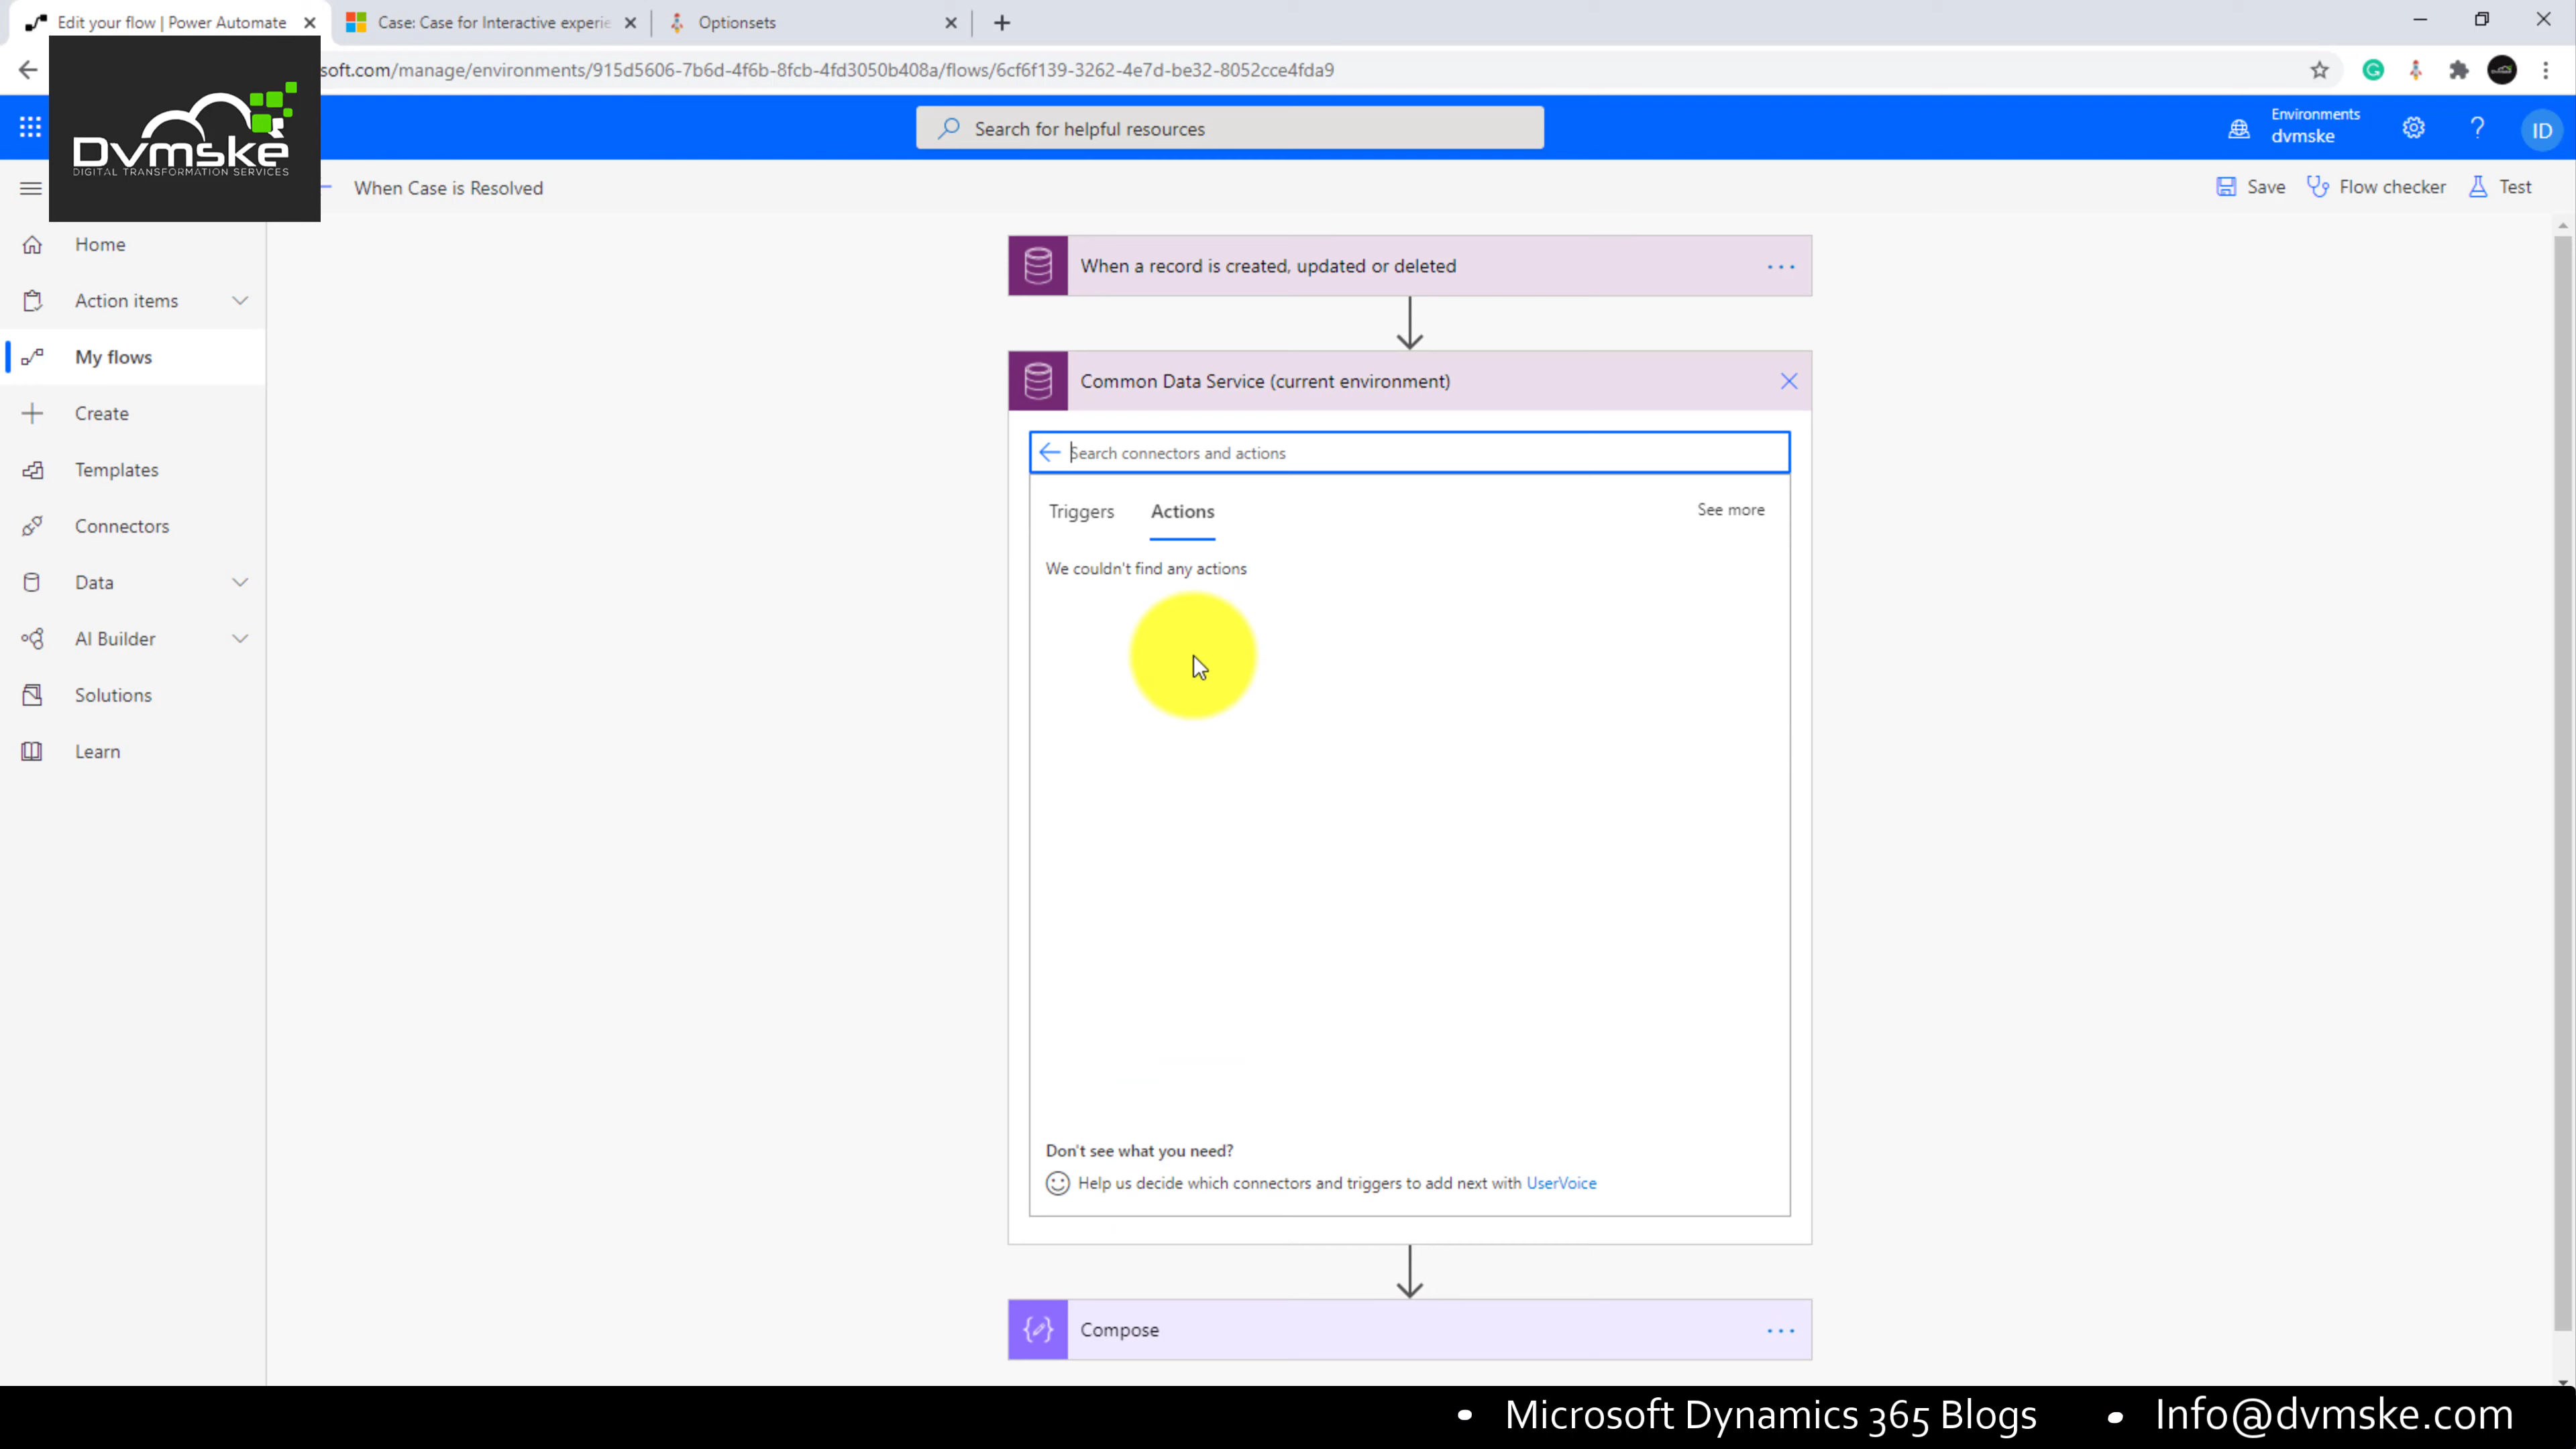 Edit your flow | Power Automate
Case: Case for Interactive experie
Optionsets
soft.com/manage/environments/915d5606-7b6d-4f6b-8fcb-4fd3050b408a/flows/6cf6f139-3262-4e7d-be32-8052cce4fda9
Dvmske
DIGITAL TRANSFORMATION SERVICES
Search for helpful resources
Environments
dvmske
ID
When Case is Resolved
Save
Flow checker
Test
Home
Action items
My flows
Create
Templates
Connectors
Data
AI Builder
Solutions
Learn
When a record is created, updated or deleted
Common Data Service (current environment)
Search connectors and actions
Triggers
Actions
See more
We couldn't find any actions
Don't see what you need?
Help us decide which connectors and triggers to add next with UserVoice
Compose
• Microsoft Dynamics 365 Blogs
• Info@dvmske.com